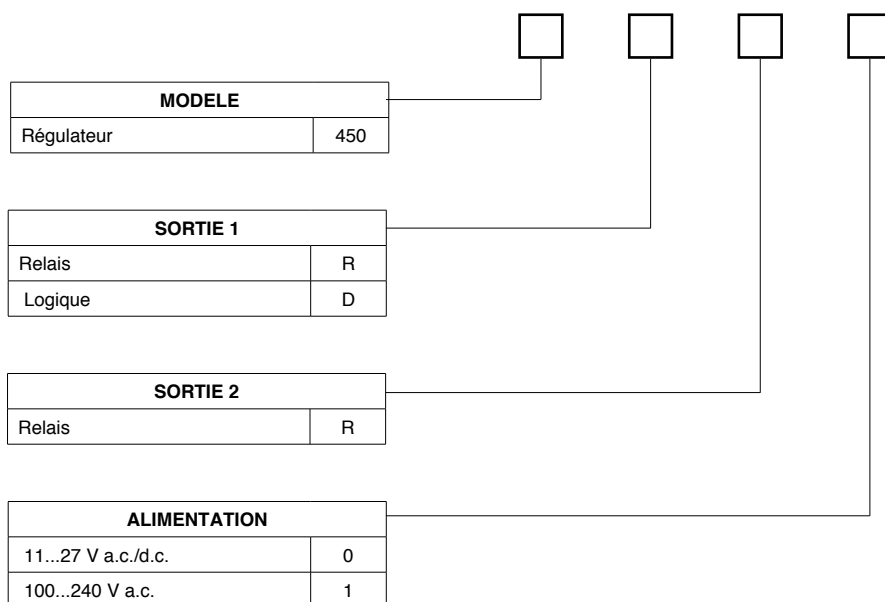 MODELE
Régulateur 450
SORTIE 1
Relais R
Logique D
SORTIE 2
Relais R
ALIMENTATION
11...27 V a.c./d.c. 0
100...240 V a.c. 1